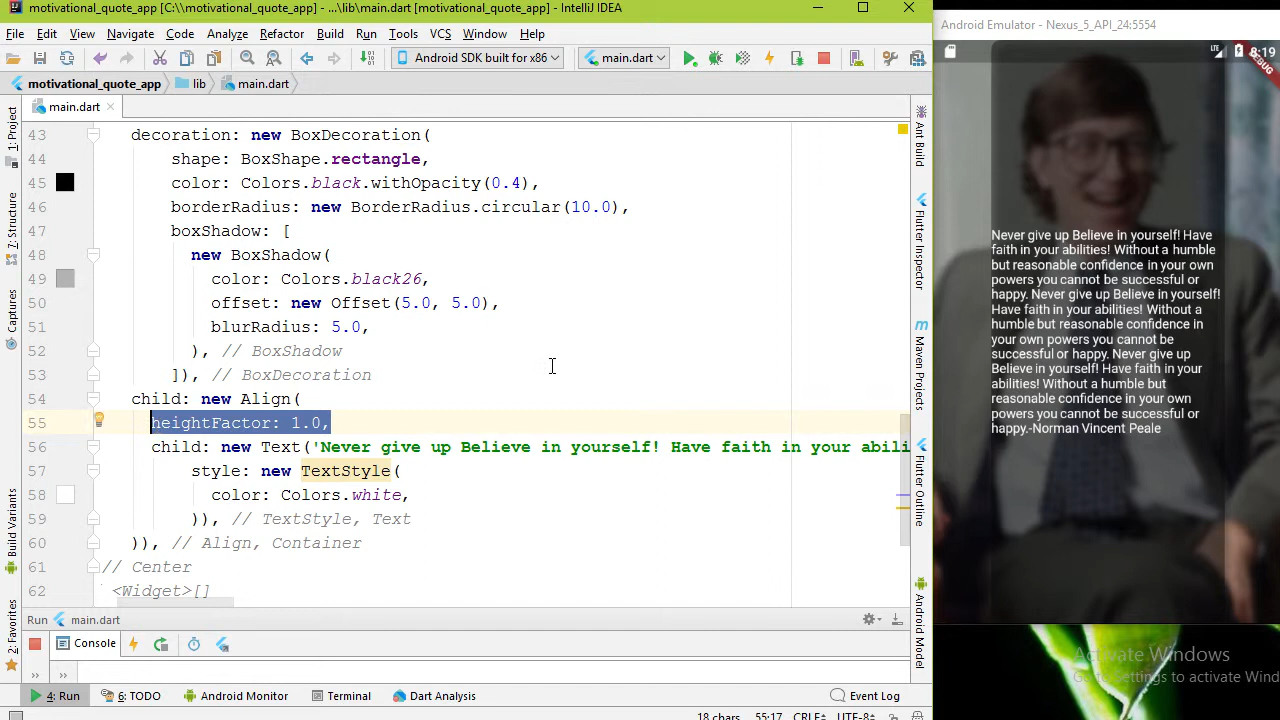 motivational_quote_app [C:\\motivational_quote_app] - ...\lib\main.dart [motivational_quote_app] - IntelliJ IDEA
File Edit View Navigate Code Analyze Refactor Build Run Tools VCS Window Help
Android SDK built for x86
main.dart
motivational_quote_app lib main.dart
main.dart
1: Project
7: Structure
Captures
Build Variants
2: Favorites
43 decoration: new BoxDecoration(
44 shape: BoxShape.rectangle,
45 color: Colors.black.withOpacity(0.4),
46 borderRadius: new BorderRadius.circular(10.0),
47 boxShadow: [
48 new BoxShadow(
49 color: Colors.black26,
50 offset: new Offset(5.0, 5.0),
51 blurRadius: 5.0,
52 ), // BoxShadow
53 ]), // BoxDecoration
54 child: new Align(
55 heightFactor: 1.0,
56 child: new Text('Never give up Believe in yourself! Have faith in your abili
57 style: new TextStyle(
58 color: Colors.white,
59 )), // TextStyle, Text
60 )), // Align, Container
61 // Center
62 <Widget>[]
Ant Build
Flutter Inspector
Maven Projects
Flutter Outline
Android Model
Run main.dart
Console
4: Run 6: TODO Android Monitor Terminal Dart Analysis Event Log
18 chars 55:17 CRLF UTF-8
Android Emulator - Nexus_5_API_24:5554
LTE 8:19
DEBUG
Never give up Believe in yourself! Have
faith in your abilities! Without a humble
but reasonable confidence in your own
powers you cannot be successful or
happy. Never give up Believe in yourself!
Have faith in your abilities! Without a
humble but reasonable confidence in
your own powers you cannot be
successful or happy. Never give up
Believe in yourself! Have faith in your
abilities! Without a humble but
reasonable confidence in your own
powers you cannot be successful or
happy.-Norman Vincent Peale
Activate Windows
Go to Settings to activate Wind